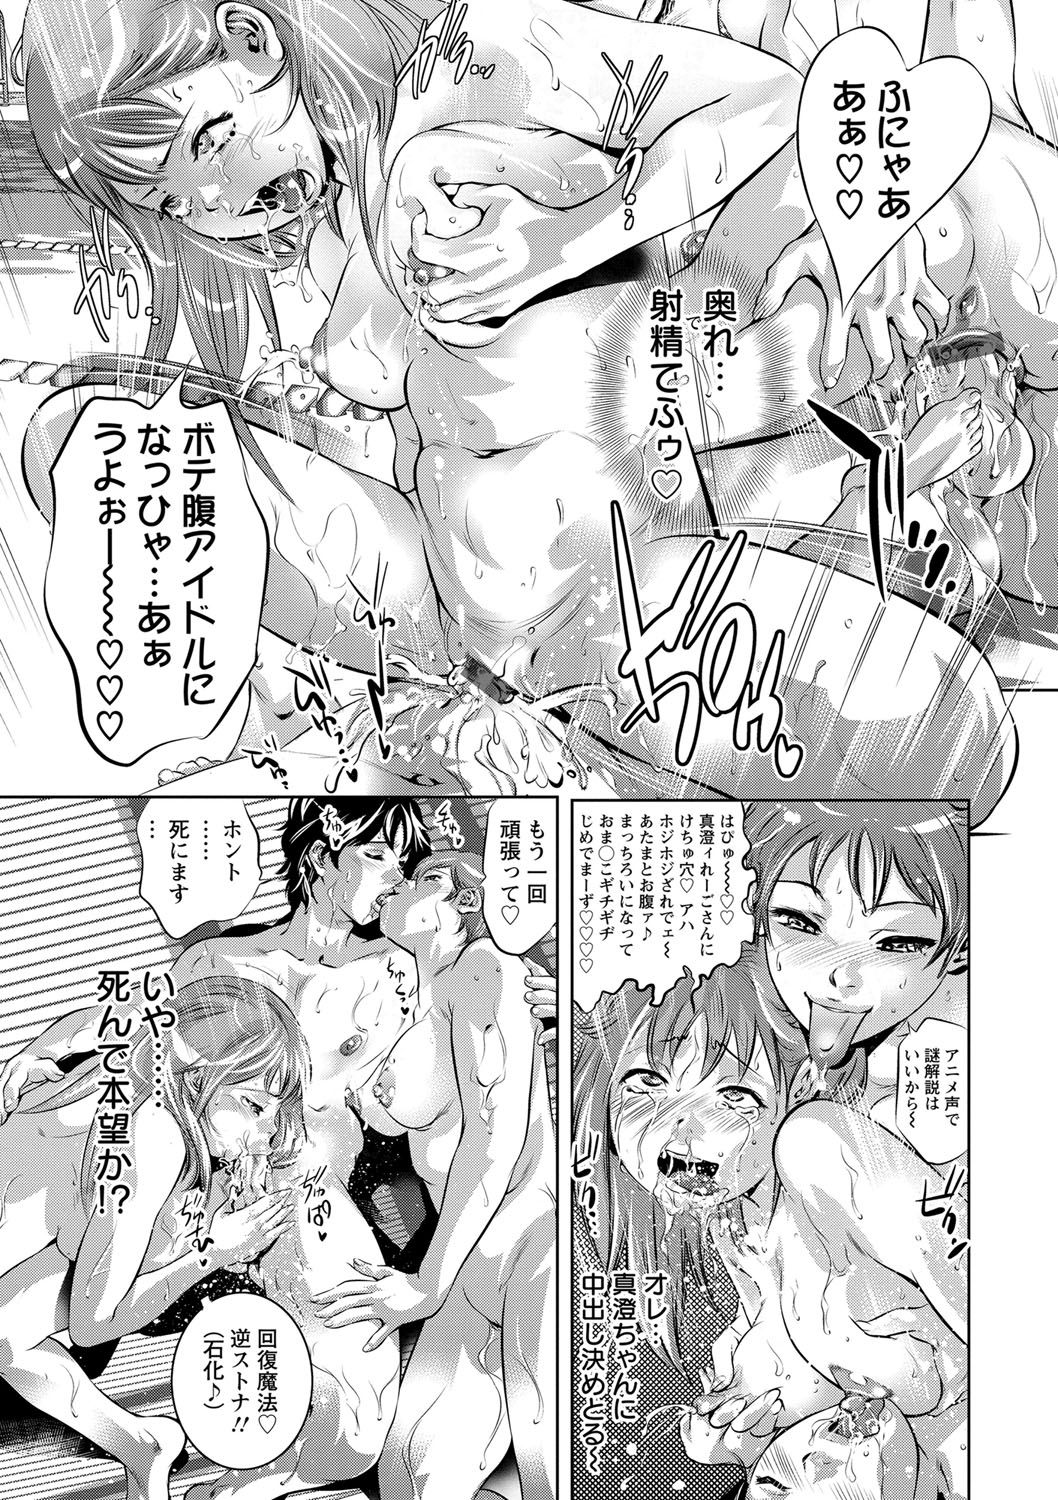 ふにゃあ
あぁ♡♡
奥れ…
で
射精てふゥ♡
ボテ腹アイドルに
なっひゃ…あぁ
うよぉー〜〜〜♡♡♡
はぴゅ〜〜〜♡♡
真澄ィれーごさんに
けちゅ穴♡ アハ
ホジホジざれでェ〜
あたまとお腹ァ♪
まっちろいになって
おま◯こギチギヂ
じめでまーず♡♡♡♡
アニメ声で
謎解説は
いいから〜
オレ…
真澄ちゃんに
中出じ決めどる〜
もう一回
頑張って♡
ホント
……
死にます
…
いや……
死んで本望か!?
回復魔法♡
逆ストナ!!
(石化♪)